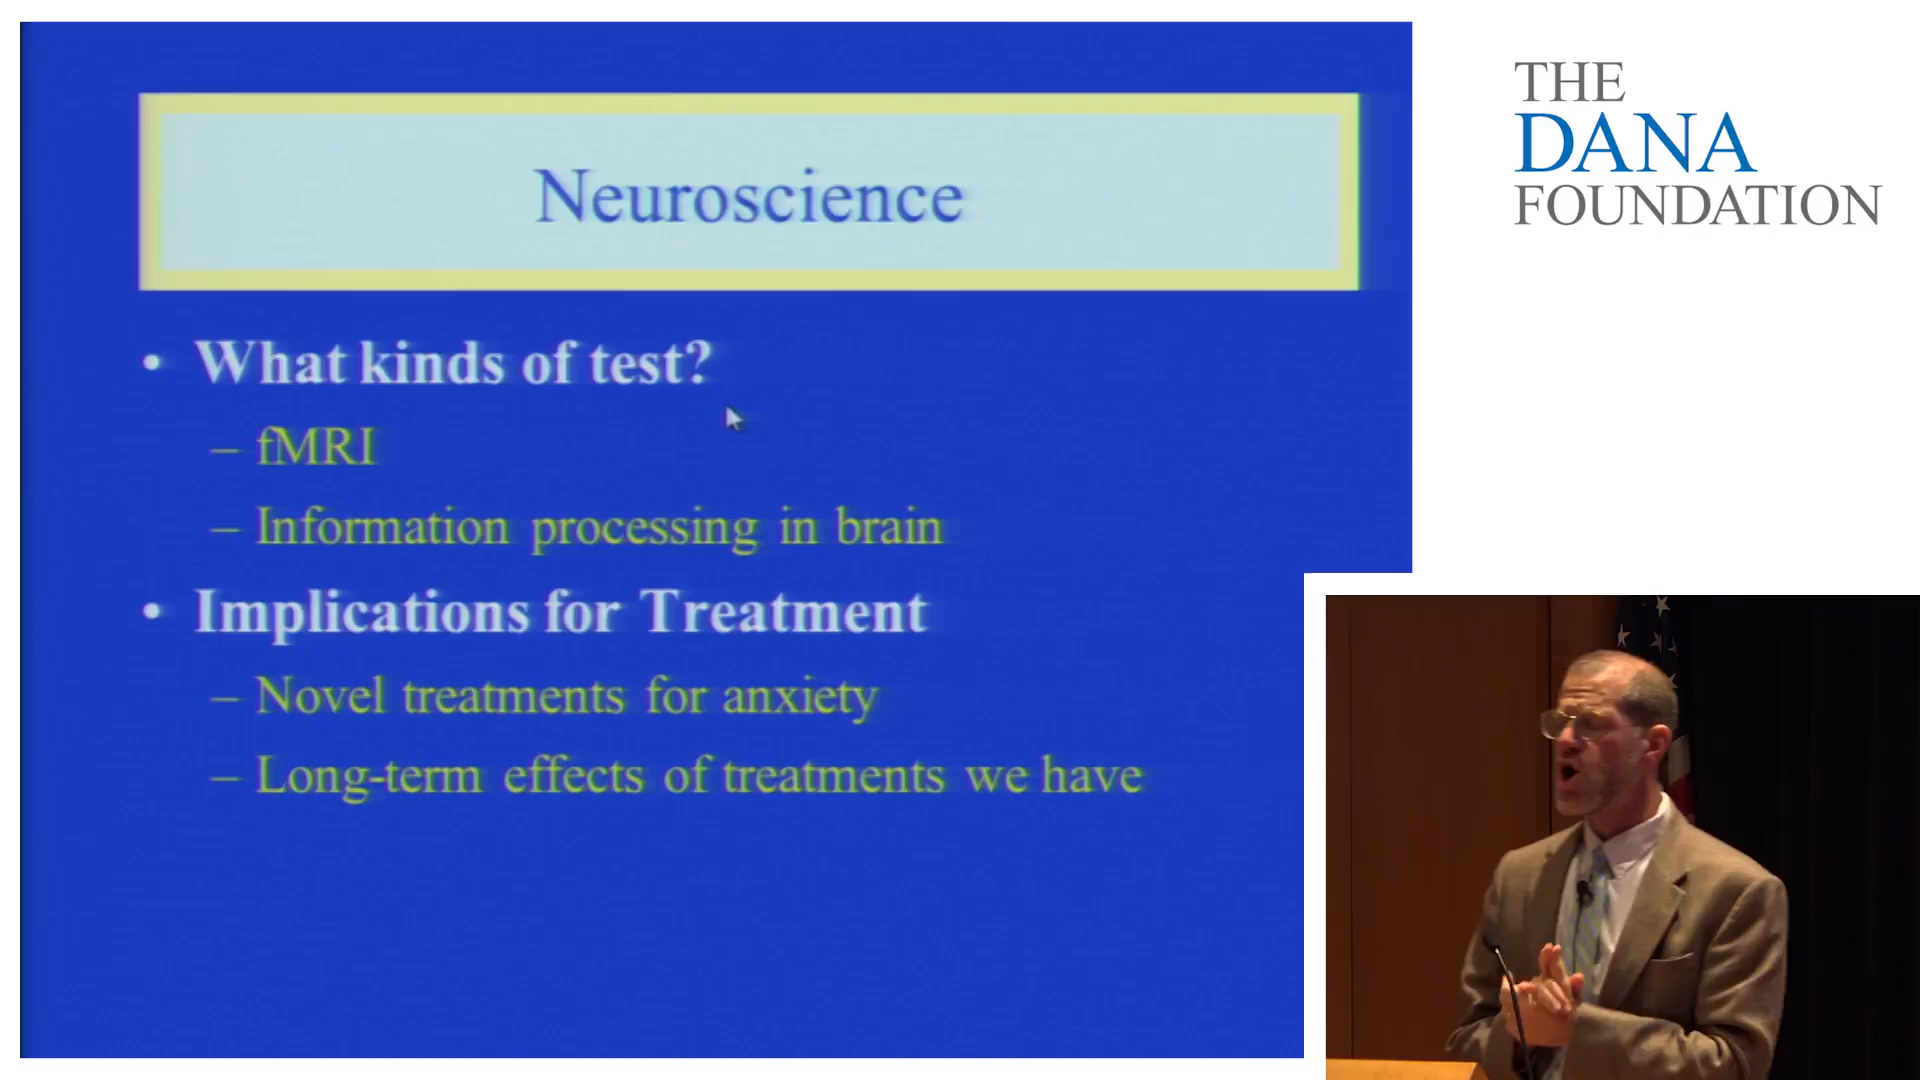 Neuroscience
• What kinds of test?
– fMRI
– Information processing in brain
• Implications for Treatment
– Novel treatments for anxiety
– Long-term effects of treatments we have
THE
DANA
FOUNDATION